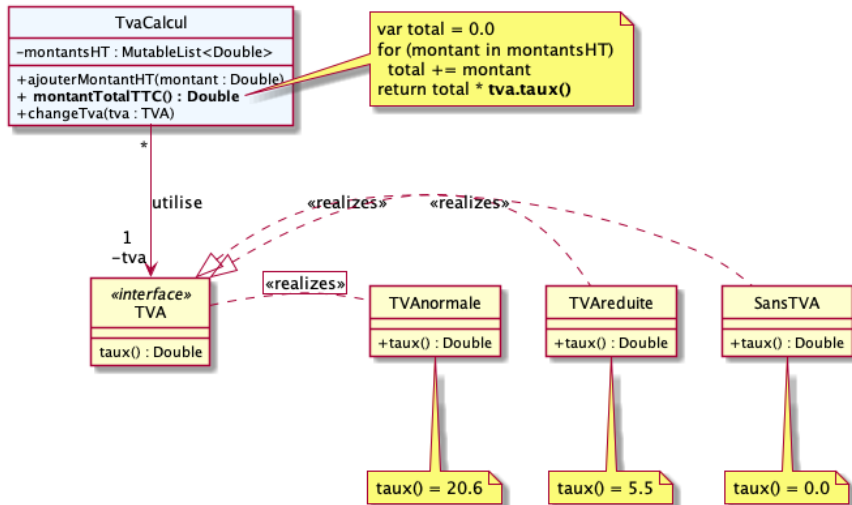 TvaCalcul
-montantsHT : MutableList<Double>
+ajouterMontantHT(montant : Double)
+ montantTotalTTC() : Double
+changeTva(tva : TVA)
var total = 0.0
for (montant in montantsHT)
total += montant
return total * tva.taux()
*
utilise
1
-tva
«realizes»
«realizes»
«realizes»
«interface»
TVA
taux() : Double
TVAnormale
+taux() : Double
TVAreduite
+taux() : Double
SansTVA
+taux() : Double
taux() = 20.6
taux() = 5.5
taux() = 0.0